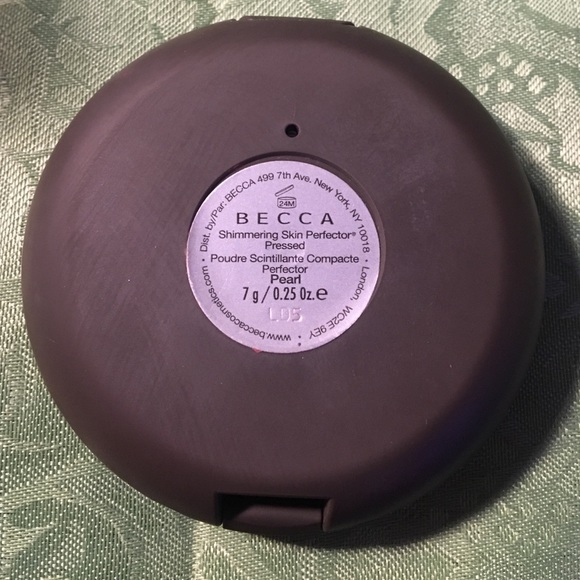 Dist. by/Par: BECCA 499 7th Ave. New York, NY 10018 • London, WC2E 9EY • www.beccacosmetics.com •
24M
BECCA
Shimmering Skin Perfector®
Pressed
Poudre Scintillante Compacte
Perfector
Pearl
7 g / 0.25 Oz.e
L05